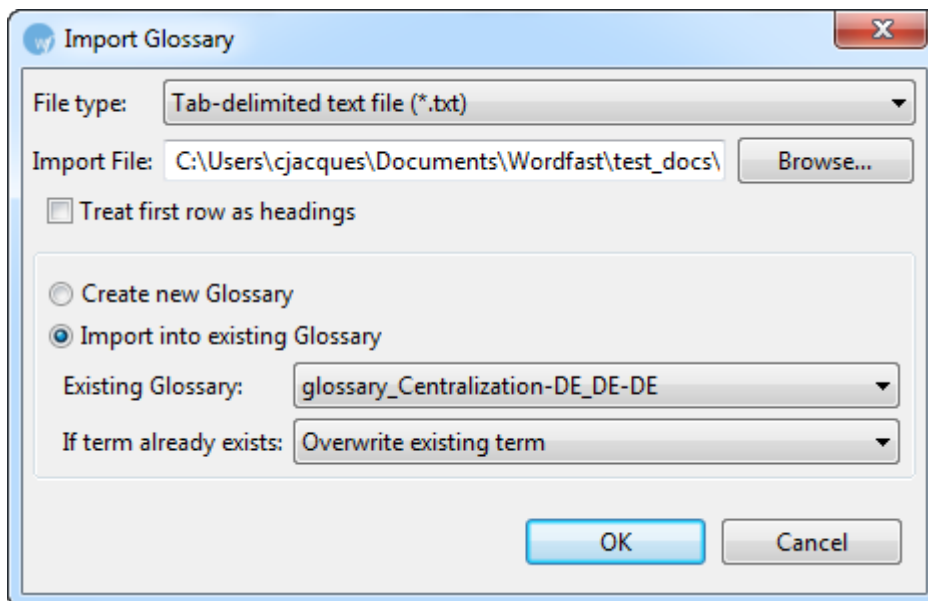 Import Glossary
File type: Tab-delimited text file (*.txt)
Import File: C:\Users\cjacques\Documents\Wordfast\test_docs\ Browse...
Treat first row as headings
Create new Glossary
Import into existing Glossary
Existing Glossary: glossary_Centralization-DE_DE-DE
If term already exists: Overwrite existing term
OK Cancel